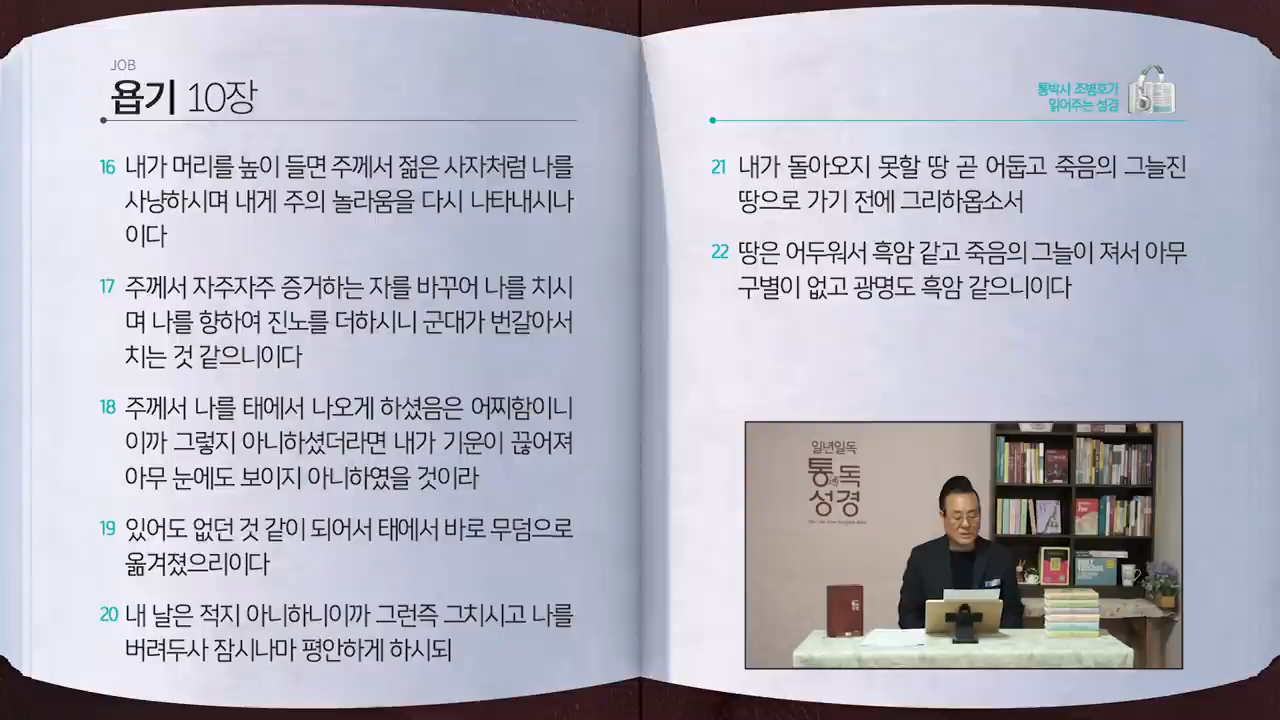 JOB
욥기 10장
16 내가 머리를 높이 들면 주께서 젊은 사자처럼 나를
사냥하시며 내게 주의 놀라움을 다시 나타내시나
이다
17 주께서 자주자주 증거하는 자를 바꾸어 나를 치시
며 나를 향하여 진노를 더하시니 군대가 번갈아서
치는 것 같으니이다
18 주께서 나를 태에서 나오게 하셨음은 어찌함이니
이까 그렇지 아니하셨더라면 내가 기운이 끊어져
아무 눈에도 보이지 아니하였을 것이라
19 있어도 없던 것 같이 되어서 태에서 바로 무덤으로
옮겨졌으리이다
20 내 날은 적지 아니하니이까 그런즉 그치시고 나를
버려두사 잠시나마 평안하게 하시되
통박사 조병호가
읽어주는 성경
21 내가 돌아오지 못할 땅 곧 어둡고 죽음의 그늘진
땅으로 가기 전에 그리하옵소서
22 땅은 어두워서 흑암 같고 죽음의 그늘이 져서 아무
구별이 없고 광명도 흑암 같으니이다
일년일독
통독
성경